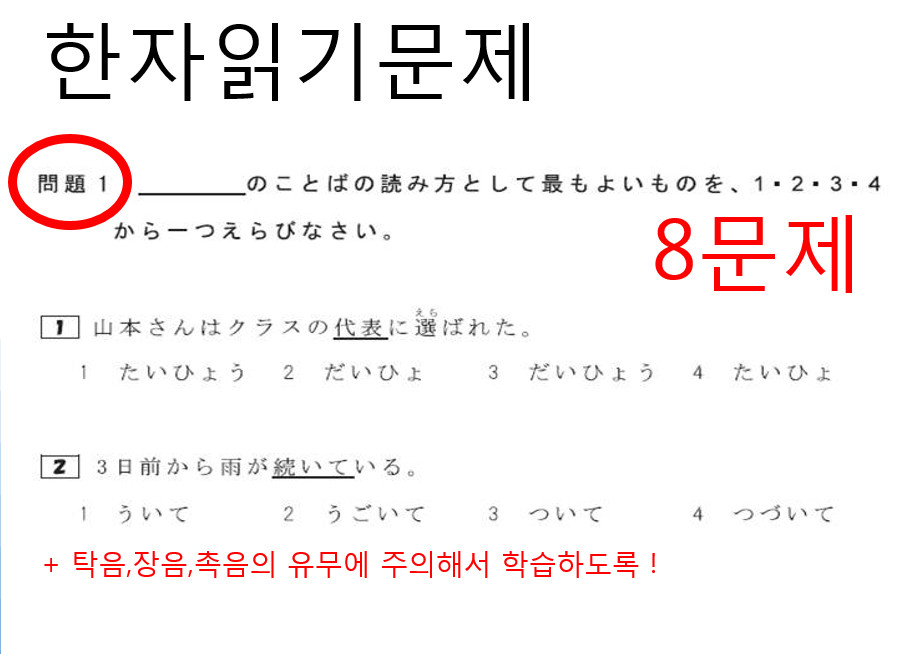 한자읽기문제
問題1 ______のことばの読み方として最もよいものを、1・2・3・4
から一つえらびなさい。
8문제
1 山本さんはクラスの代表に選ばれた。
えら
1 たいひょう 2 だいひょ 3 だいひょう 4 たいひょ
2 3日前から雨が続いている。
1 ういて 2 うごいて 3 ついて 4 つづいて
+ 탁음,장음,촉음의 유무에 주의해서 학습하도록 !